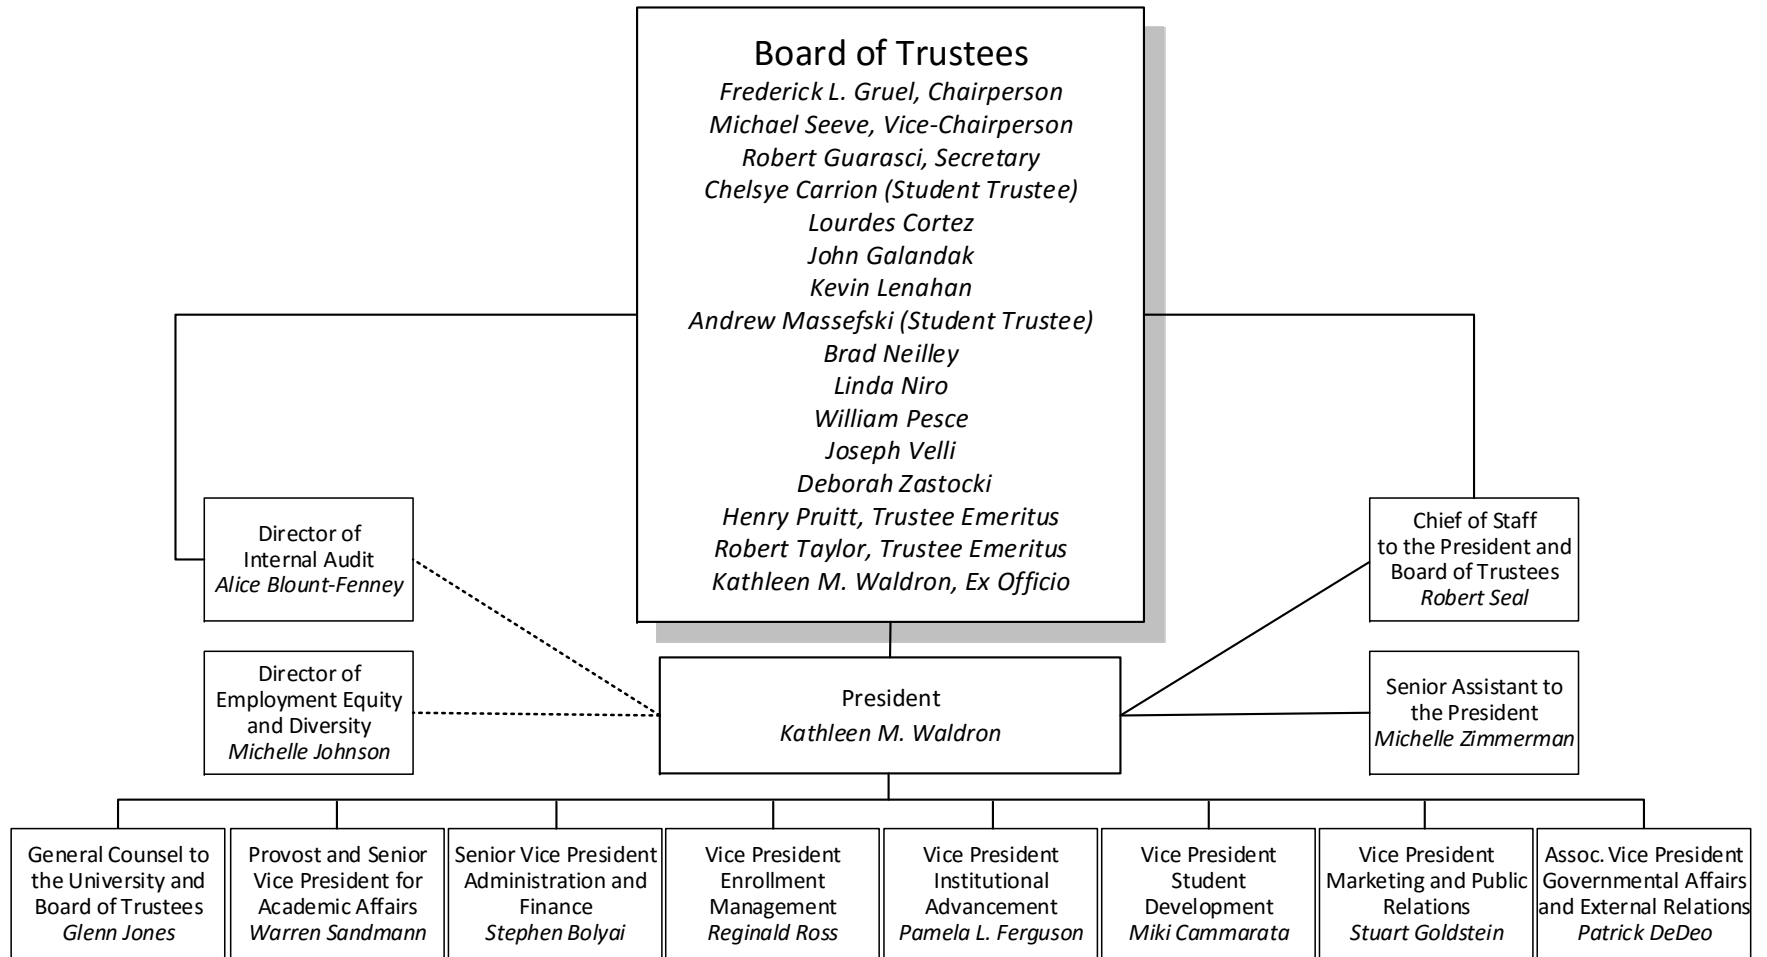 Board of Trustees
Frederick L. Gruel, Chairperson
Michael Seeve, Vice-Chairperson
Robert Guarasci, Secretary
Chelsye Carrion (Student Trustee)
Lourdes Cortez
John Galandak
Kevin Lenahan
Andrew Massefski (Student Trustee)
Brad Neilley
Linda Niro
William Pesce
Joseph Velli
Deborah Zastocki
Henry Pruitt, Trustee Emeritus
Robert Taylor, Trustee Emeritus
Kathleen M. Waldron, Ex Officio
Director of
Internal Audit
Alice Blount-Fenney
Chief of Staff
to the President and
Board of Trustees
Robert Seal
Director of
Employment Equity
and Diversity
Michelle Johnson
President
Kathleen M. Waldron
Senior Assistant to
the President
Michelle Zimmerman
General Counsel to
the University and
Board of Trustees
Glenn Jones
Provost and Senior
Vice President for
Academic Affairs
Warren Sandmann
Senior Vice President
Administration and
Finance
Stephen Bolyai
Vice President
Enrollment
Management
Reginald Ross
Vice President
Institutional
Advancement
Pamela L. Ferguson
Vice President
Student
Development
Miki Cammarata
Vice President
Marketing and Public
Relations
Stuart Goldstein
Assoc. Vice President
Governmental Affairs
and External Relations
Patrick DeDeo